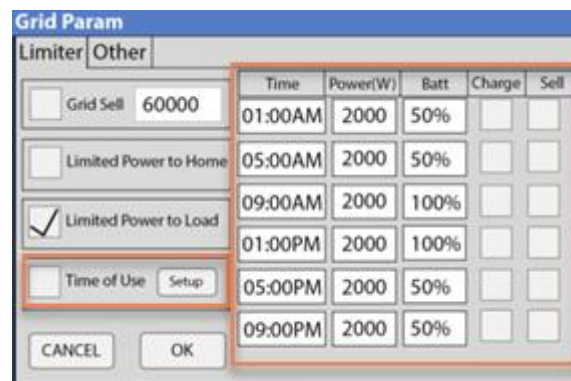 Grid Param
Limiter Other
Grid Sell 60000
Limited Power to Home
Limited Power to Load
Time of Use Setup
CANCEL OK
Time Power(W) Batt Charge Sell
01:00AM 2000 50%
05:00AM 2000 50%
09:00AM 2000 100%
01:00PM 2000 100%
05:00PM 2000 50%
09:00PM 2000 50%